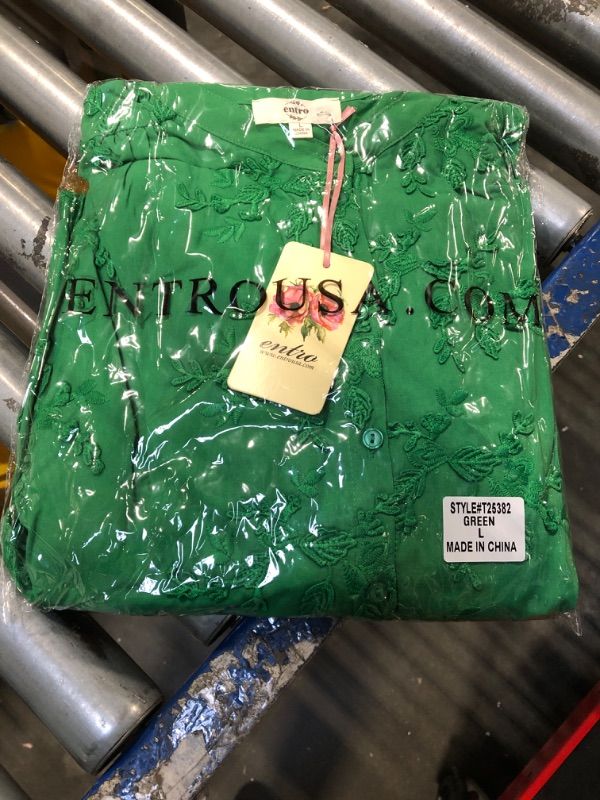 entro
L
MADE IN
CHINA
ENTROUSA.COM
entro
www.entrousa.com
STYLE#T25382
GREEN
L
MADE IN CHINA